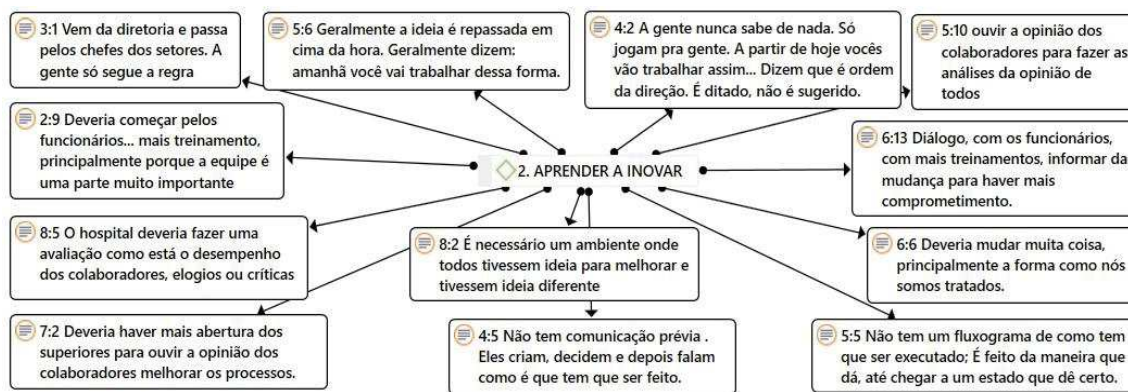 3:1 Vem da diretoria e passa
pelos chefes dos setores. A
gente só segue a regra
5:6 Geralmente a ideia é repassada em
cima da hora. Geralmente dizem:
amanhã você vai trabalhar dessa forma.
4:2 A gente nunca sabe de nada. Só
jogam pra gente. A partir de hoje vocês
vão trabalhar assim... Dizem que é ordem
da direção. É ditado, não é sugerido.
5:10 ouvir a opinião dos
colaboradores para fazer as
análises da opinião de
todos
2:9 Deveria começar pelos
funcionários... mais treinamento,
principalmente porque a equipe é
uma parte muito importante
2. APRENDER A INOVAR
6:13 Diálogo, com os funcionários,
com mais treinamentos, informar da
mudança para haver mais
comprometimento.
8:5 O hospital deveria fazer uma
avaliação como está o desempenho
dos colaboradores, elogios ou críticas
8:2 É necessário um ambiente onde
todos tivessem ideia para melhorar e
tivessem ideia diferente
6:6 Deveria mudar muita coisa,
principalmente a forma como nós
somos tratados.
7:2 Deveria haver mais abertura dos
superiores para ouvir a opinião dos
colaboradores melhorar os processos.
4:5 Não tem comunicação prévia .
Eles criam, decidem e depois falam
como é que tem que ser feito.
5:5 Não tem um fluxograma de como tem
que ser executado; É feito da maneira que
dá, até chegar a um estado que dê certo.